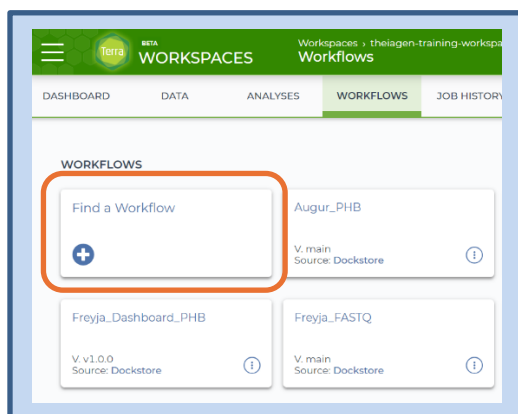 Terra
BETA
WORKSPACES
Workspaces › theiagen-training-workspa
Workflows
DASHBOARD DATA ANALYSES WORKFLOWS JOB HISTORY
WORKFLOWS
Find a Workflow
Augur_PHB
V. main
Source: Dockstore
Freyja_Dashboard_PHB
V. v1.0.0
Source: Dockstore
Freyja_FASTQ
V. main
Source: Dockstore